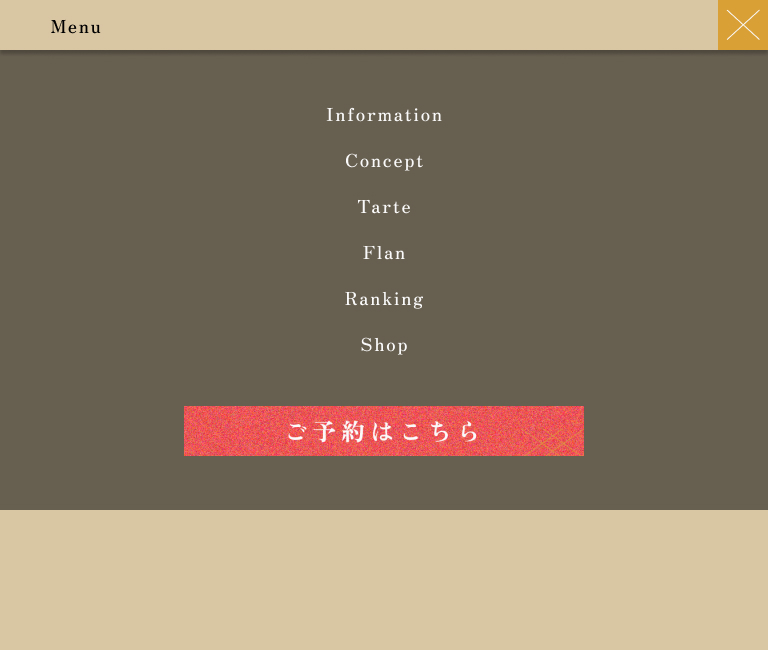 Menu
Information
Concept
Tarte
Flan
Ranking
Shop
ご予約はこちら